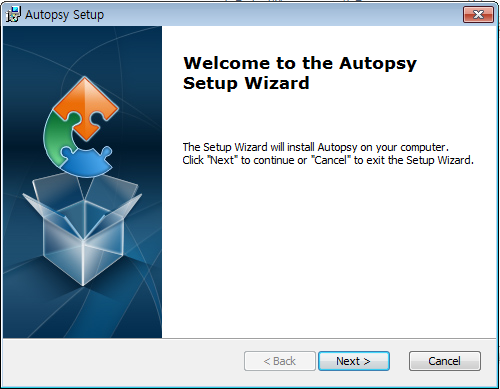 Autopsy Setup
Welcome to the Autopsy
Setup Wizard
The Setup Wizard will install Autopsy on your computer.
Click "Next" to continue or "Cancel" to exit the Setup Wizard.
< Back
Next >
Cancel